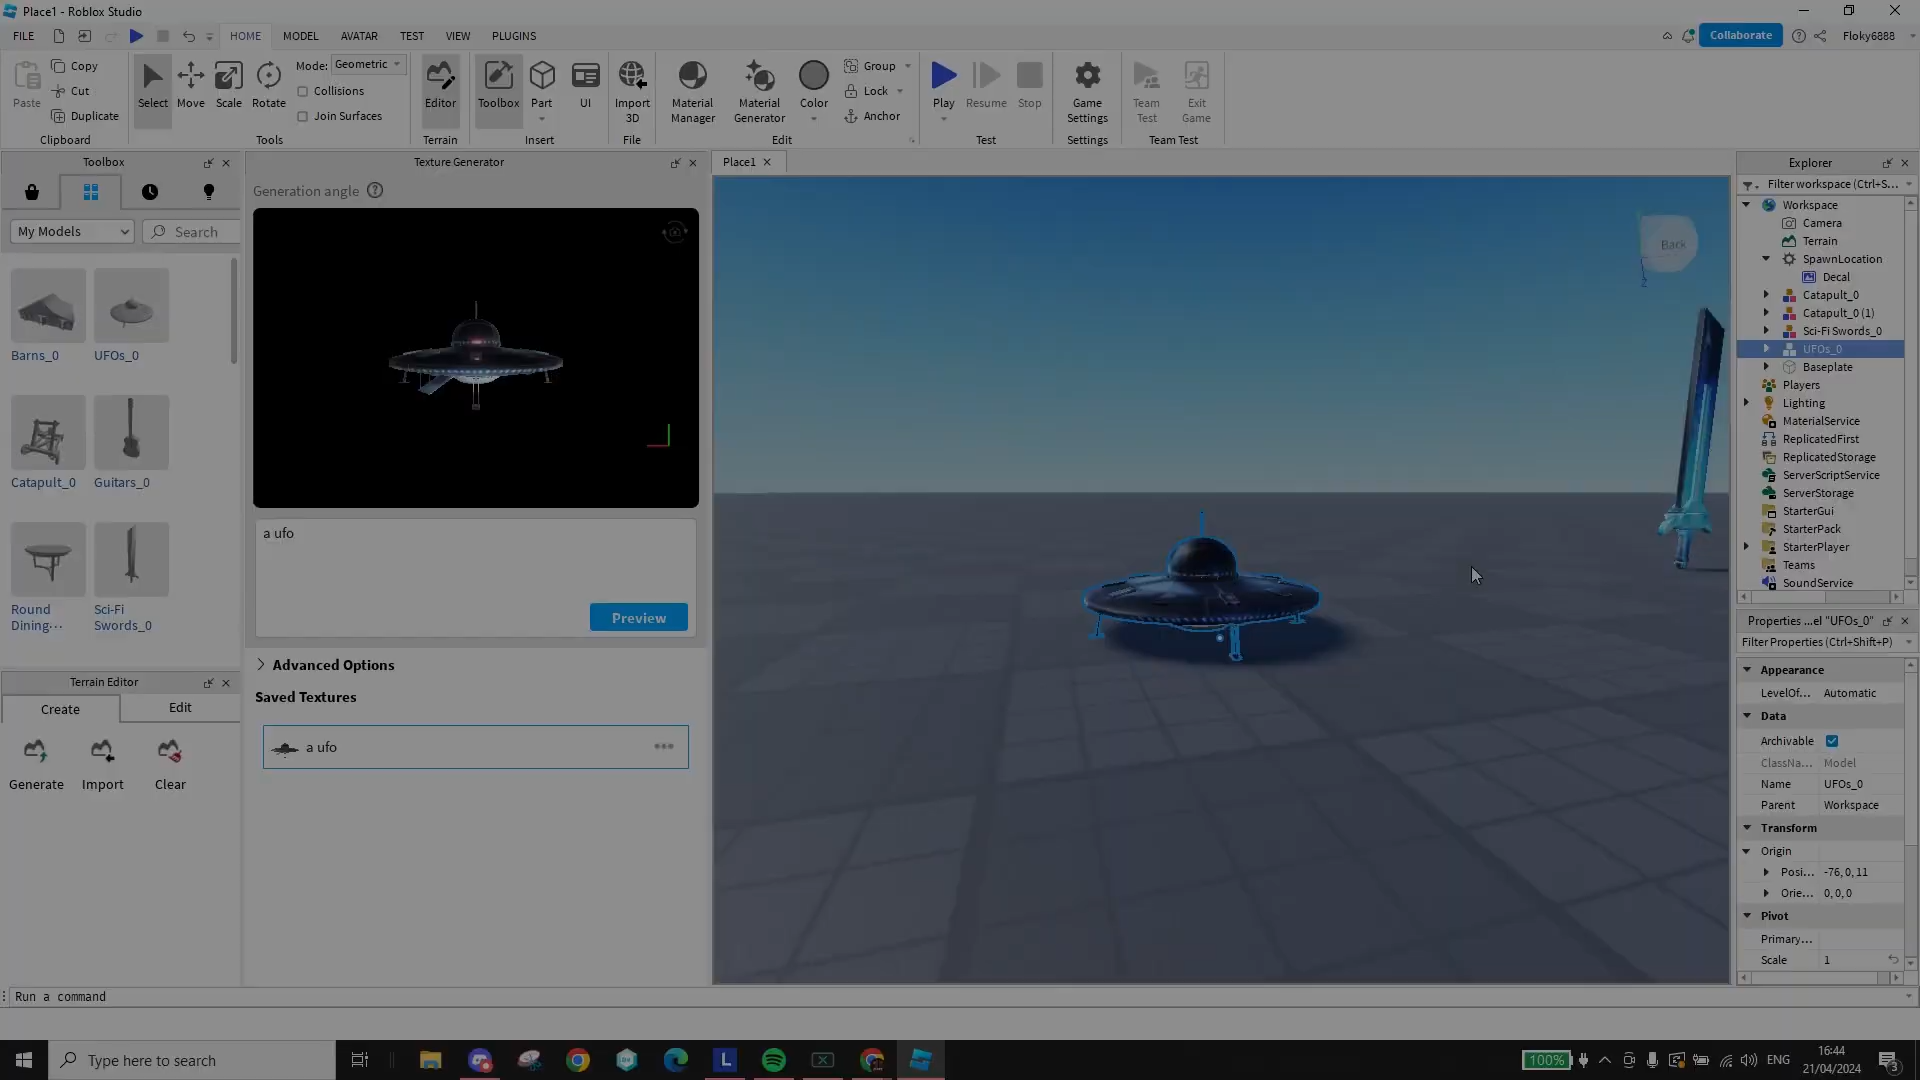 Place1 - Roblox Studio
FILE
HOME
MODEL
AVATAR
TEST
VIEW
PLUGINS
Collaborate
Floky6888
Paste
Copy
Cut
Duplicate
Clipboard
Select
Move
Scale
Rotate
Mode: Geometric
Collisions
Join Surfaces
Tools
Editor
Terrain
Toolbox
Part
UI
Insert
Import
3D
File
Material
Manager
Material
Generator
Color
Group
Lock
Anchor
Edit
Play
Resume
Stop
Test
Game
Settings
Settings
Team
Test
Exit
Game
Team Test
Toolbox
My Models
Search
Barns_0
UFOs_0
Catapult_0
Guitars_0
Round
Dining...
Sci-Fi
Swords_0
Terrain Editor
Create
Edit
Generate
Import
Clear
Texture Generator
Generation angle
a ufo
Preview
Advanced Options
Saved Textures
a ufo
Place1
Back
Z
Explorer
Filter workspace (Ctrl+S...
Workspace
Camera
Terrain
SpawnLocation
Decal
Catapult_0
Catapult_0 (1)
Sci-Fi Swords_0
UFOs_0
Baseplate
Players
Lighting
MaterialService
ReplicatedFirst
ReplicatedStorage
ServerScriptService
ServerStorage
StarterGui
StarterPack
StarterPlayer
Teams
SoundService
Properties ...el "UFOs_0"
Filter Properties (Ctrl+Shift+P)
Appearance
LevelOf... Automatic
Data
Archivable
ClassNa... Model
Name UFOs_0
Parent Workspace
Transform
Origin
Posi... -76, 0, 11
Orie... 0, 0, 0
Pivot
Primary...
Scale 1
Run a command
Type here to search
L
100%
ENG
16:44
21/04/2024
3